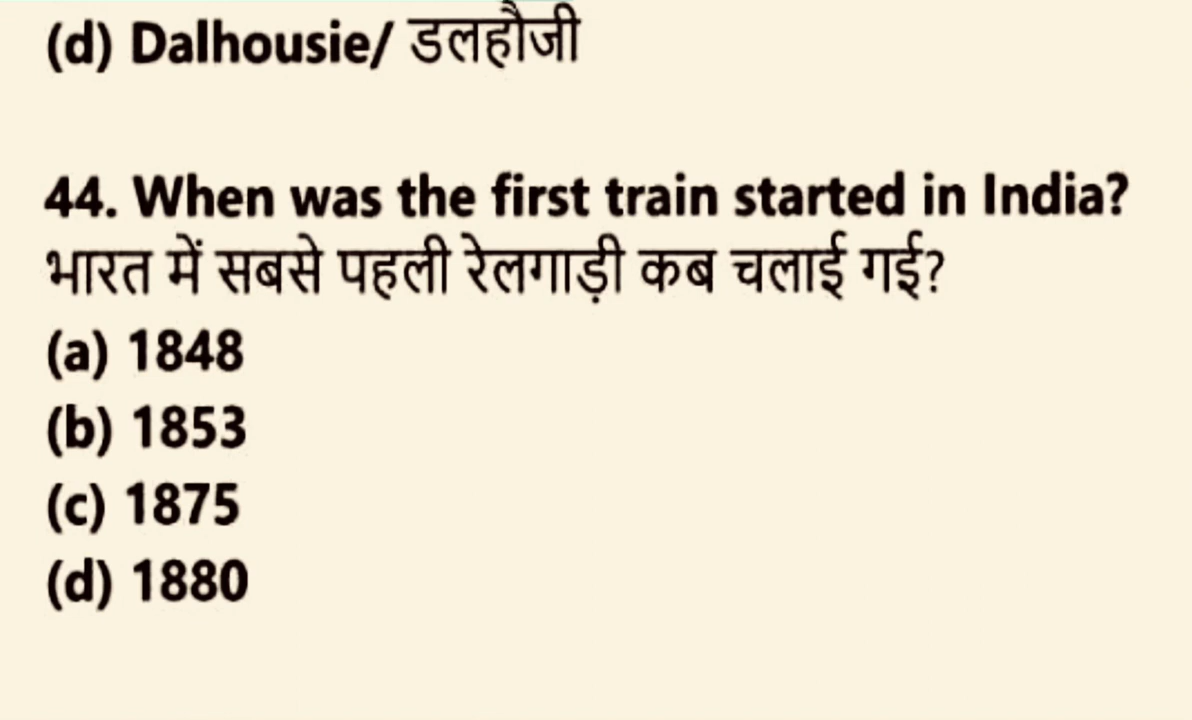 (d) Dalhousie/ डलहौजी
44. When was the first train started in India?
भारत में सबसे पहली रेलगाड़ी कब चलाई गई?
(a) 1848
(b) 1853
(c) 1875
(d) 1880